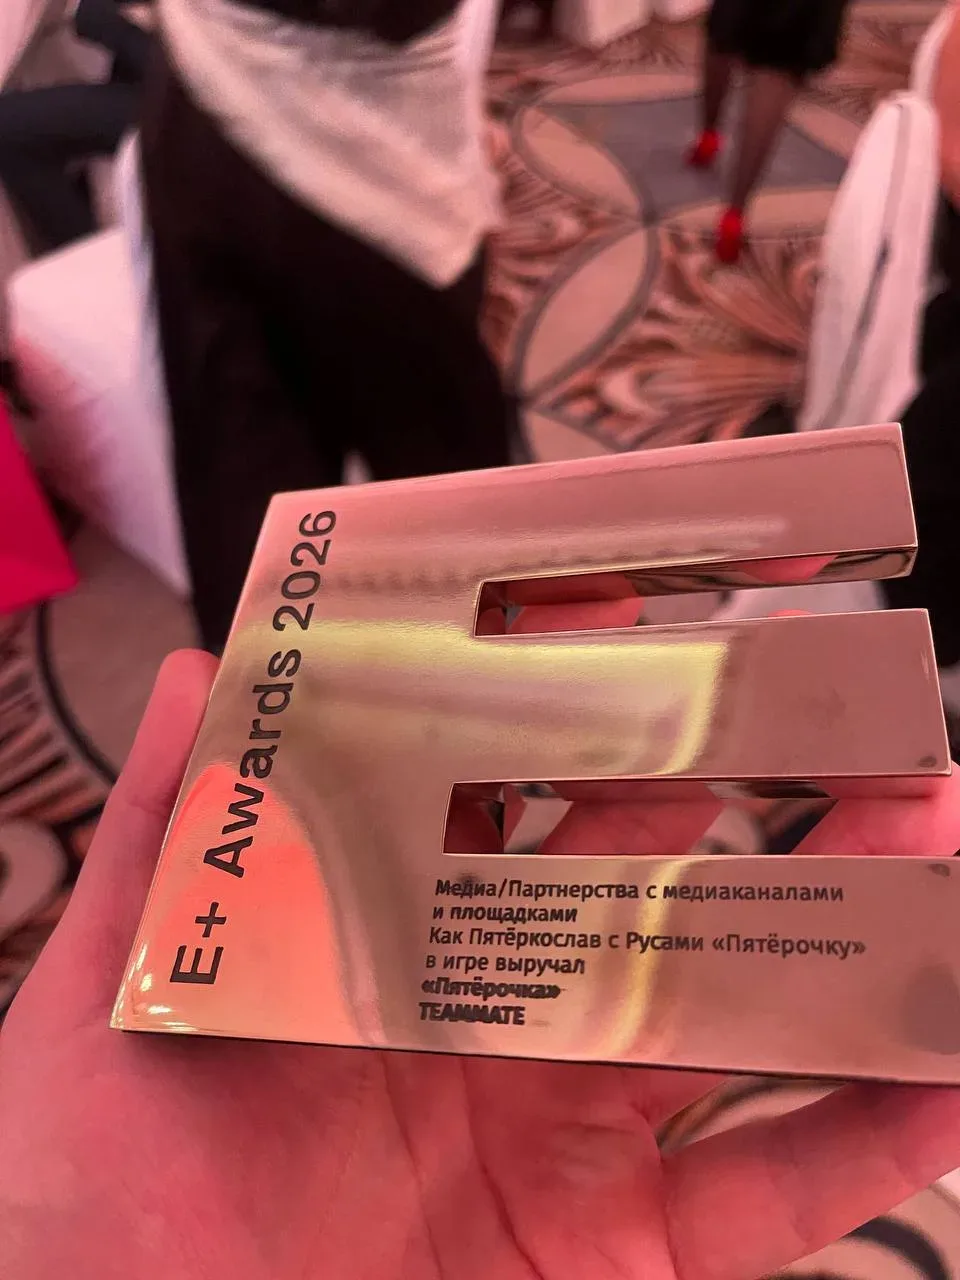 E+ Awards 2026
Медиа/Партнерства с медиаканалами
и площадками
Как Пятёркослав с Русами «Пятёрочку»
в игре выручал
«Пятёрочка»
TEAMMATE